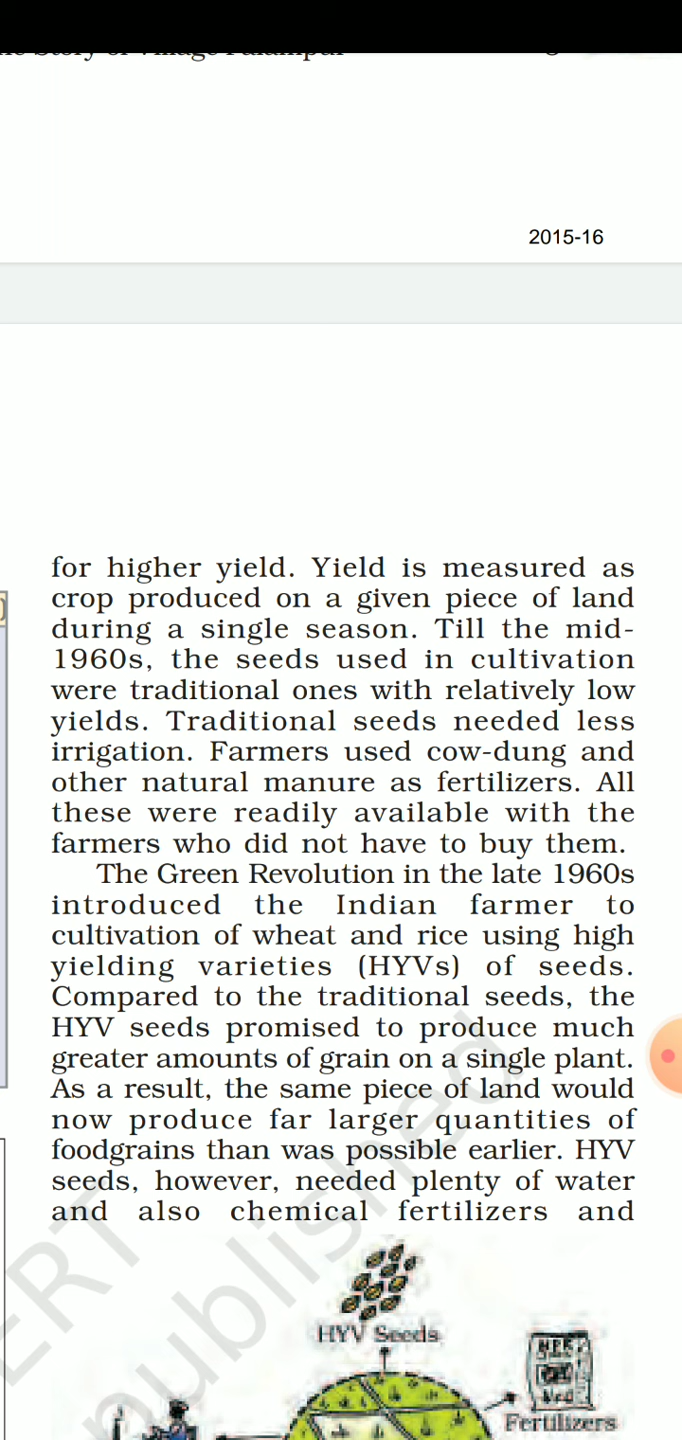 2015-16
for higher yield. Yield is measured as
crop produced on a given piece of land
during a single season. Till the mid-
1960s, the seeds used in cultivation
were traditional ones with relatively low
yields. Traditional seeds needed less
irrigation. Farmers used cow-dung and
other natural manure as fertilizers. All
these were readily available with the
farmers who did not have to buy them.
The Green Revolution in the late 1960s
introduced the Indian farmer to
cultivation of wheat and rice using high
yielding varieties (HYVs) of seeds.
Compared to the traditional seeds, the
HYV seeds promised to produce much
greater amounts of grain on a single plant.
As a result, the same piece of land would
now produce far larger quantities of
foodgrains than was possible earlier. HYV
seeds, however, needed plenty of water
and also chemical fertilizers and
HYV Seeds
Fertilizers
ERT
published